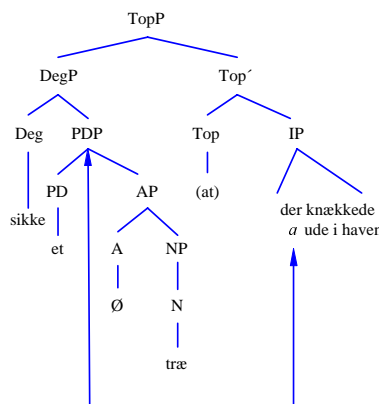 TopP
DegP Top´
Deg PDP Top IP
sikke PD AP (at) der knækkede
et A NP a ude i haven
Ø N
træ